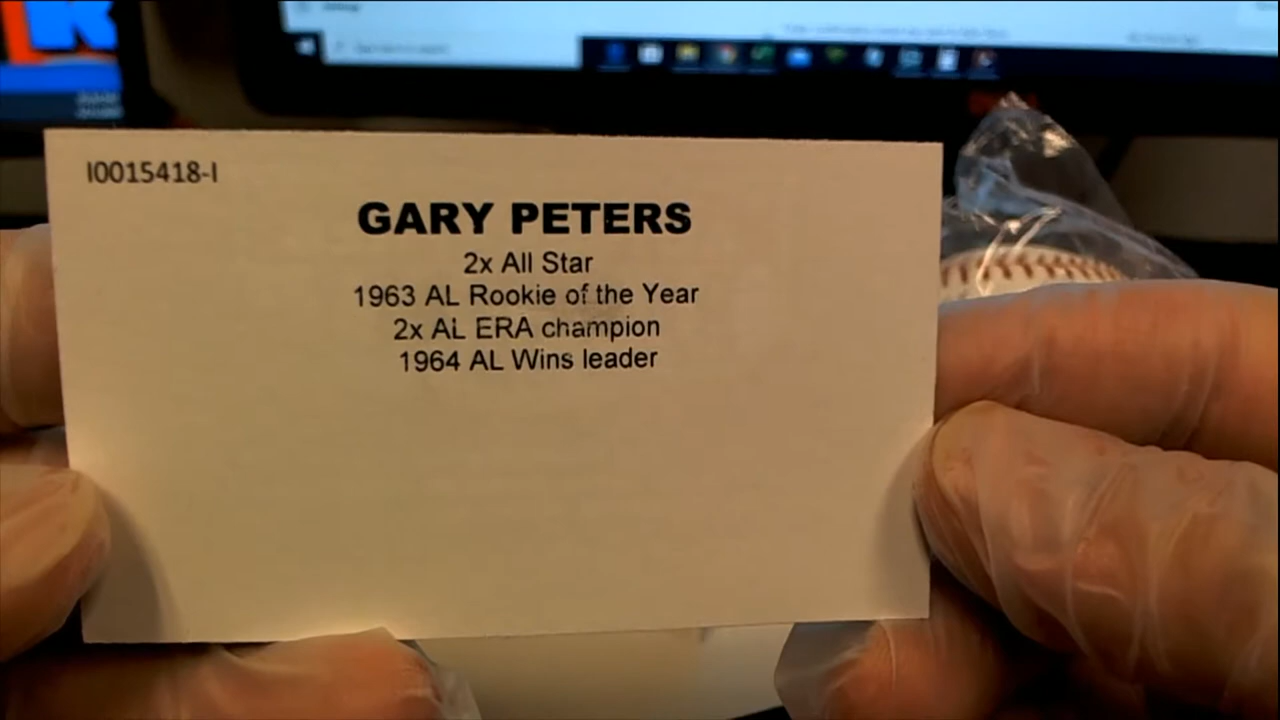 I0015418-I
GARY PETERS
2x All Star
1963 AL Rookie of the Year
2x AL ERA champion
1964 AL Wins leader